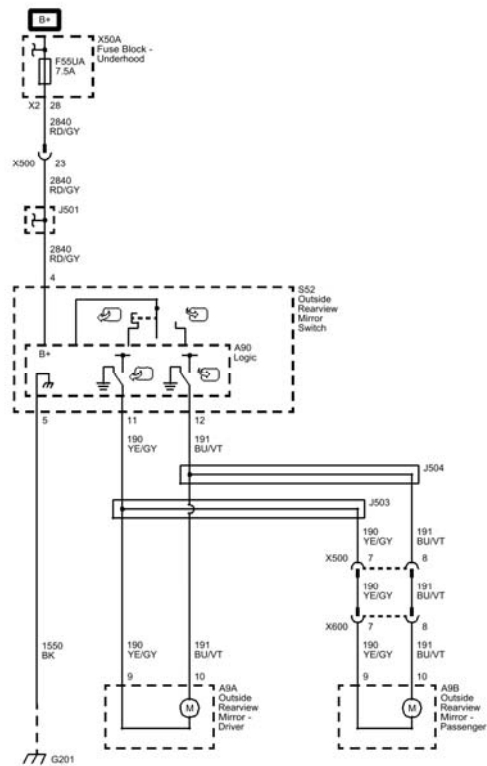 B+
X50A
Fuse Block -
Underhood
F55UA
7.5A
X2 28
2840
RD/GY
X500 23
2840
RD/GY
J501
2840
RD/GY
4
S52
Outside
Rearview
Mirror
Switch
B+
A90
Logic
5 11 12
190
YE/GY
191
BU/VT
J504
J503
190
YE/GY
191
BU/VT
X500 7 8
190
YE/GY
191
BU/VT
X600 7 8
1550
BK
190
YE/GY
191
BU/VT
190
YE/GY
191
BU/VT
9 10
9 10
M
A9A
Outside
Rearview
Mirror -
Driver
M
A9B
Outside
Rearview
Mirror -
Passenger
G201